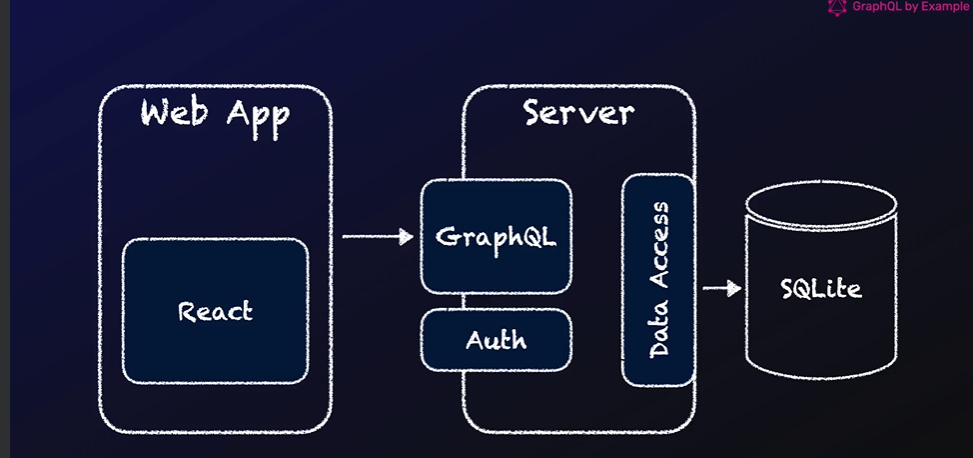 GraphQL by Example
Web App
React
Server
GraphQL
Auth
Data Access
SQLite